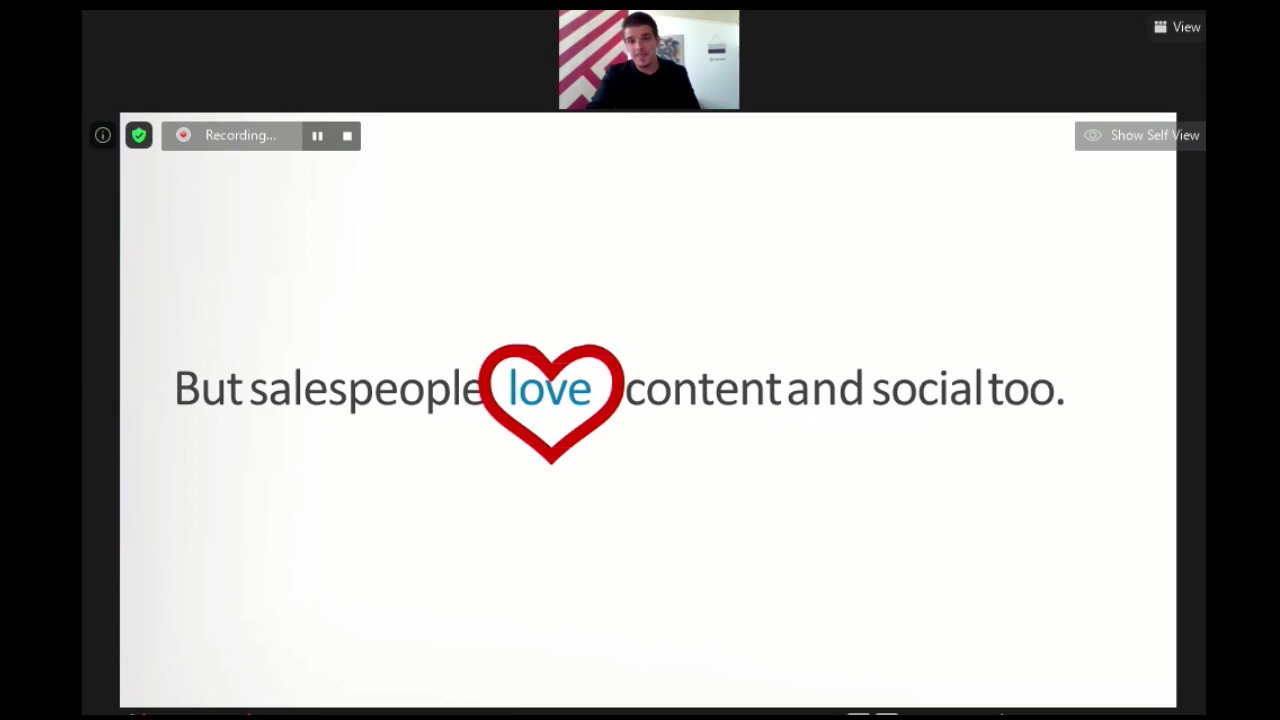 View
Recording...
Show Self View
But salespeople love content and social too.